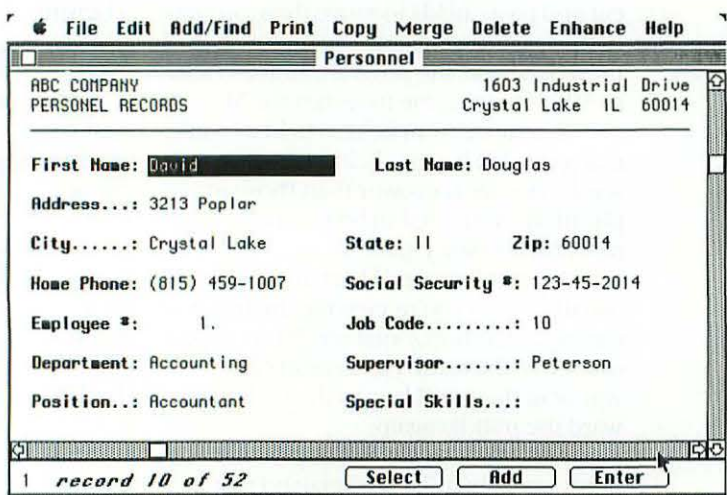 File Edit Add/Find Print Copy Merge Delete Enhance Help
Personnel
ABC COMPANY 1603 Industrial Drive
PERSONEL RECORDS Crystal Lake IL 60014
First Name: David Last Name: Douglas
Address...: 3213 Poplar
City......: Crystal Lake State: Il Zip: 60014
Home Phone: (815) 459-1007 Social Security #: 123-45-2014
Employee #: 1. Job Code.........: 10
Department: Accounting Supervisor.......: Peterson
Position..: Accountant Special Skills...:
1 record 10 of 52 Select Add Enter